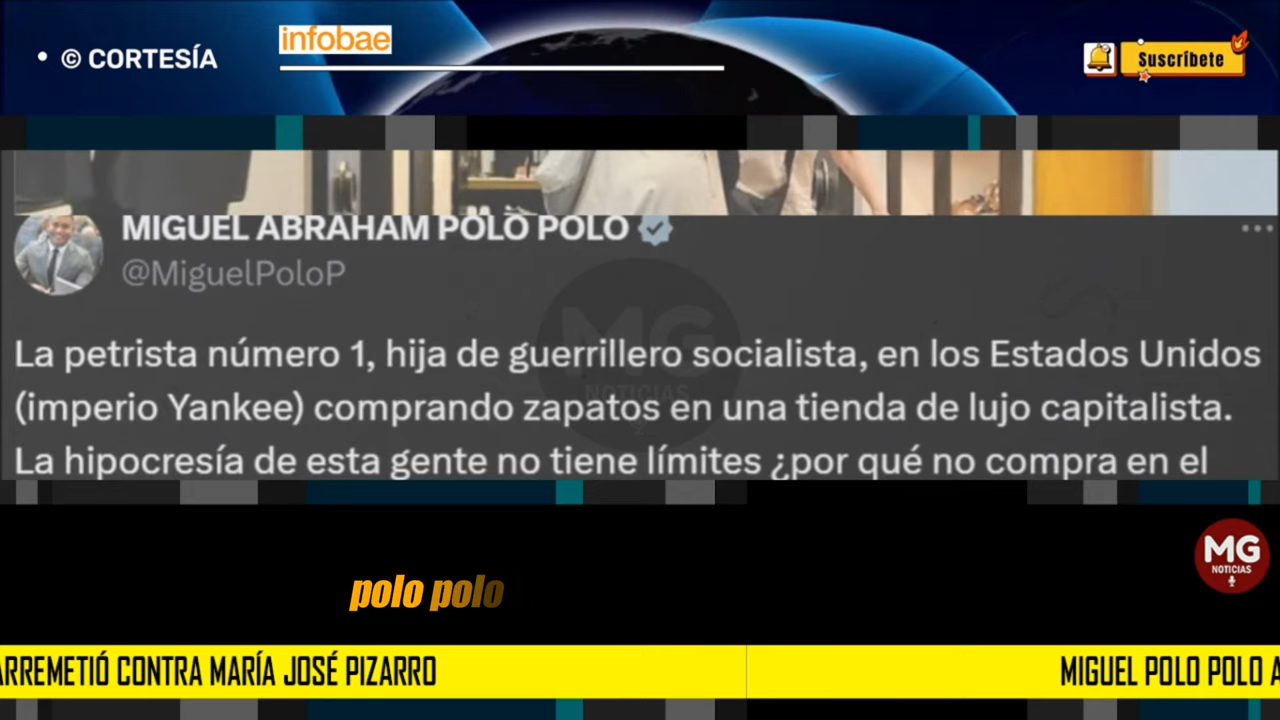 • © CORTESÍA
infobae
Suscríbete
MIGUEL ABRAHAM POLO POLO
@MiguelPoloP
La petrista número 1, hija de guerrillero socialista, en los Estados Unidos
(imperio Yankee) comprando zapatos en una tienda de lujo capitalista.
La hipocresía de esta gente no tiene límites ¿por qué no compra en el
MG
NOTICIAS
MG
NOTICIAS
polo polo
ARREMETIÓ CONTRA MARÍA JOSÉ PIZARRO
MIGUEL POLO POLO A